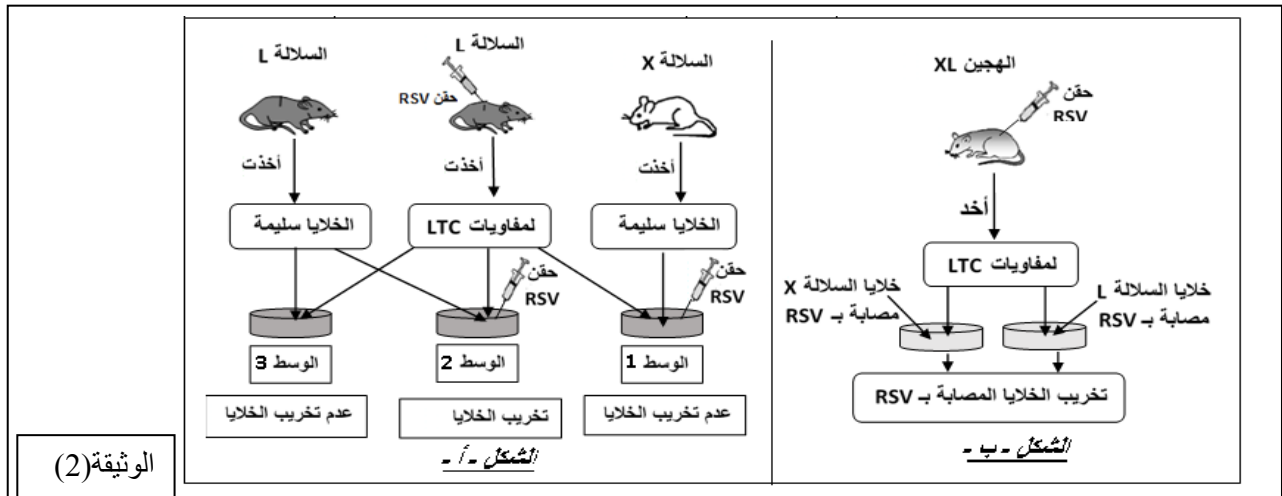 السلالة L
السلالة L
السلالة X
الهجين XL
حقن RSV
حقن
RSV
أخذت
أخذت
أخذت
أخد
الخلايا سليمة
لمفاويات LTC
الخلايا سليمة
لمفاويات LTC
حقن
RSV
حقن
RSV
خلايا السلالة X
مصابة بـ RSV
خلايا السلالة L
مصابة بـ RSV
الوسط 3
الوسط 2
الوسط 1
تخريب الخلايا المصابة بـ RSV
عدم تخريب الخلايا
تخريب الخلايا
عدم تخريب الخلايا
الشكل - أ -
الشكل - ب -
الوثيقة(2)